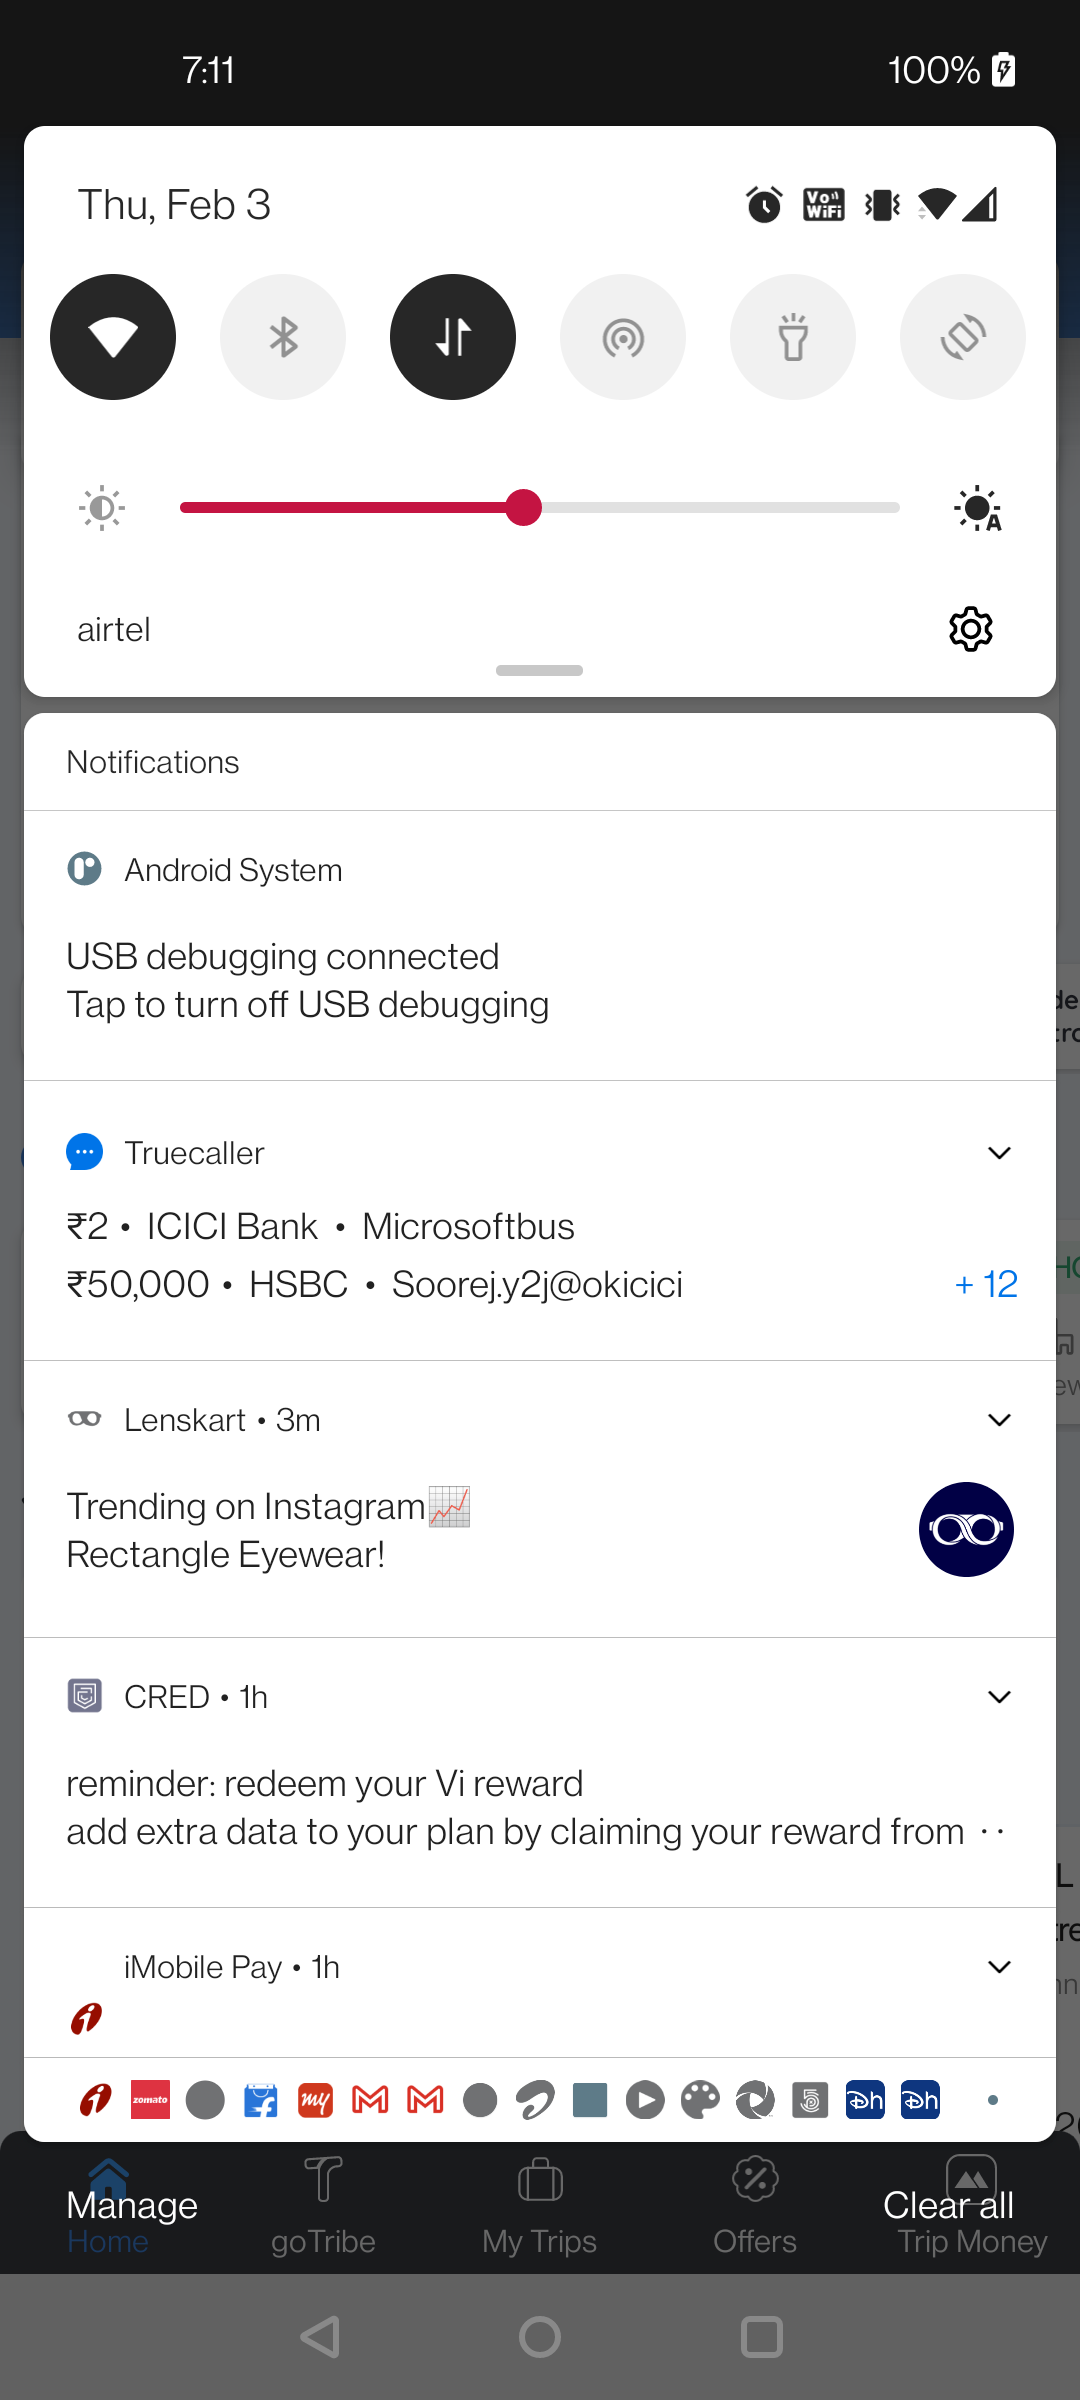 7:11
100%
Thu, Feb 3
Vo WiFi
A
airtel
Notifications
Android System
USB debugging connected
Tap to turn off USB debugging
Truecaller
₹2 • ICICI Bank • Microsoftbus
₹50,000 • HSBC • Soorej.y2j@okicici
+ 12
Lenskart • 3m
Trending on Instagram📈
Rectangle Eyewear!
CRED • 1h
reminder: redeem your Vi reward
add extra data to your plan by claiming your reward from ··
iMobile Pay • 1h
zomato
my
Manage
Clear all
Home
goTribe
My Trips
Offers
Trip Money